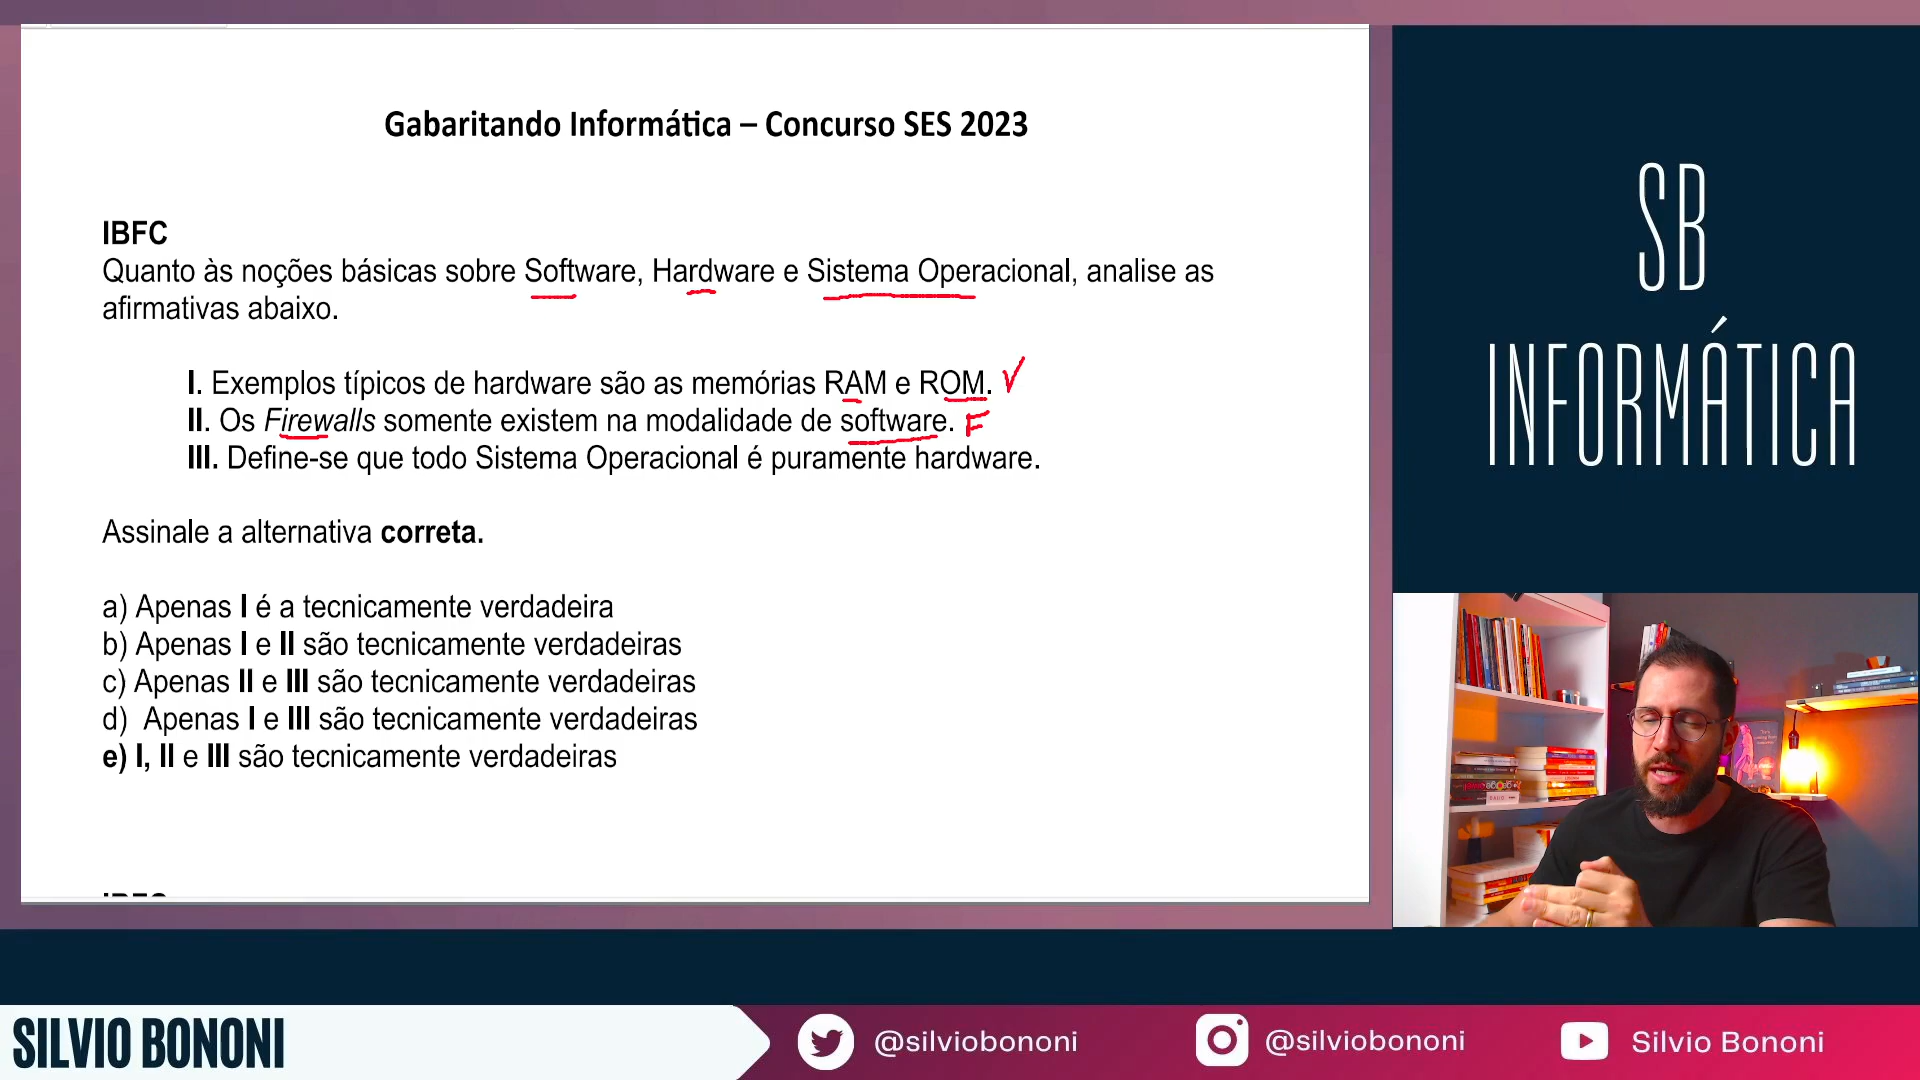 Gabaritando Informática – Concurso SES 2023
IBFC
Quanto às noções básicas sobre Software, Hardware e Sistema Operacional, analise as
afirmativas abaixo.
I. Exemplos típicos de hardware são as memórias RAM e ROM. V
II. Os Firewalls somente existem na modalidade de software. F
III. Define-se que todo Sistema Operacional é puramente hardware.
Assinale a alternativa correta.
a) Apenas I é a tecnicamente verdadeira
b) Apenas I e II são tecnicamente verdadeiras
c) Apenas II e III são tecnicamente verdadeiras
d) Apenas I e III são tecnicamente verdadeiras
e) I, II e III são tecnicamente verdadeiras
SB
INFORMÁTICA
SILVIO BONONI
@silviobononi
@silviobononi
Silvio Bononi